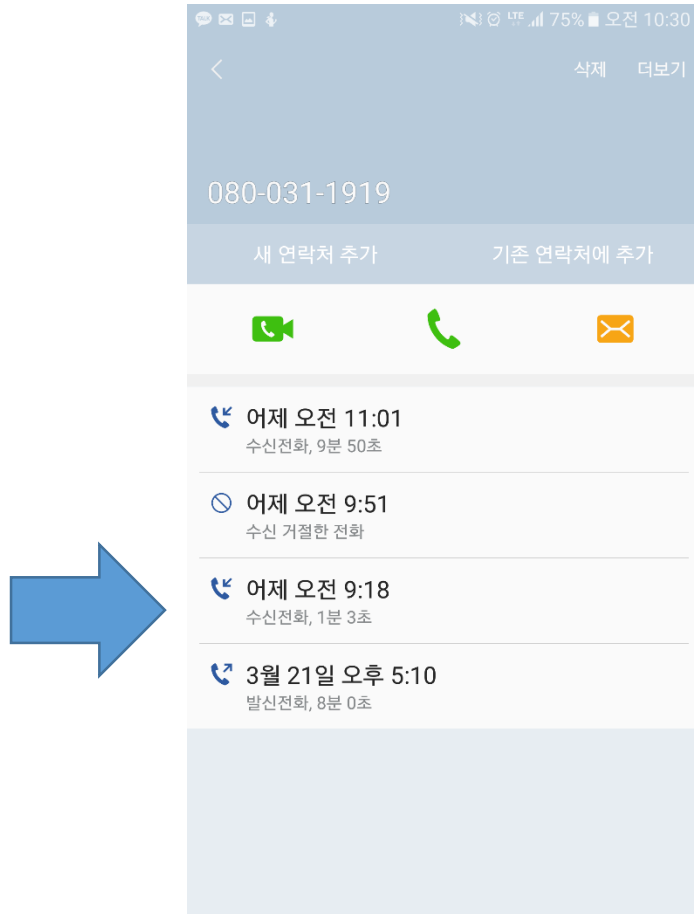 LTE 75% 오전 10:30
삭제 더보기
080-031-1919
새 연락처 추가 기존 연락처에 추가
어제 오전 11:01
수신전화, 9분 50초
어제 오전 9:51
수신 거절한 전화
어제 오전 9:18
수신전화, 1분 3초
3월 21일 오후 5:10
발신전화, 8분 0초